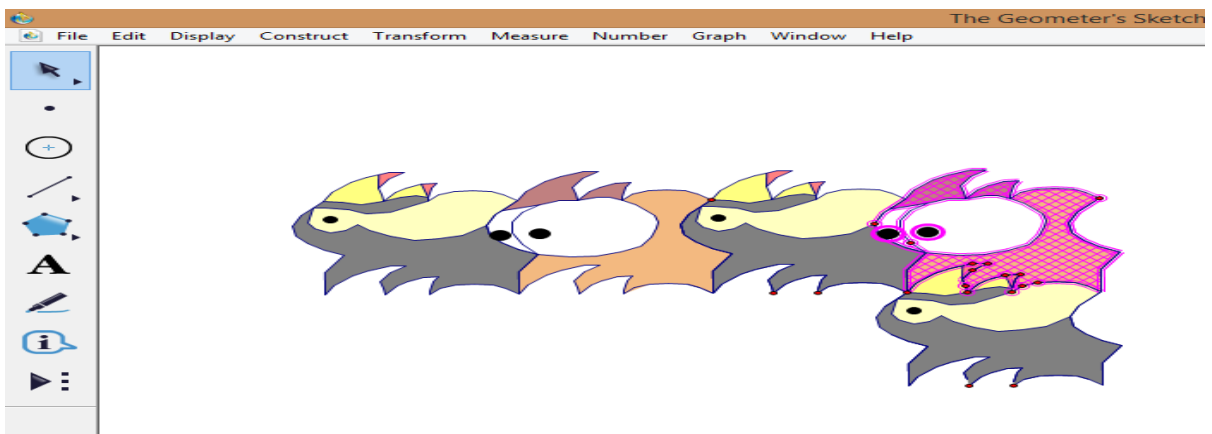 The Geometer's Sketch
File Edit Display Construct Transform Measure Number Graph Window Help
A
i